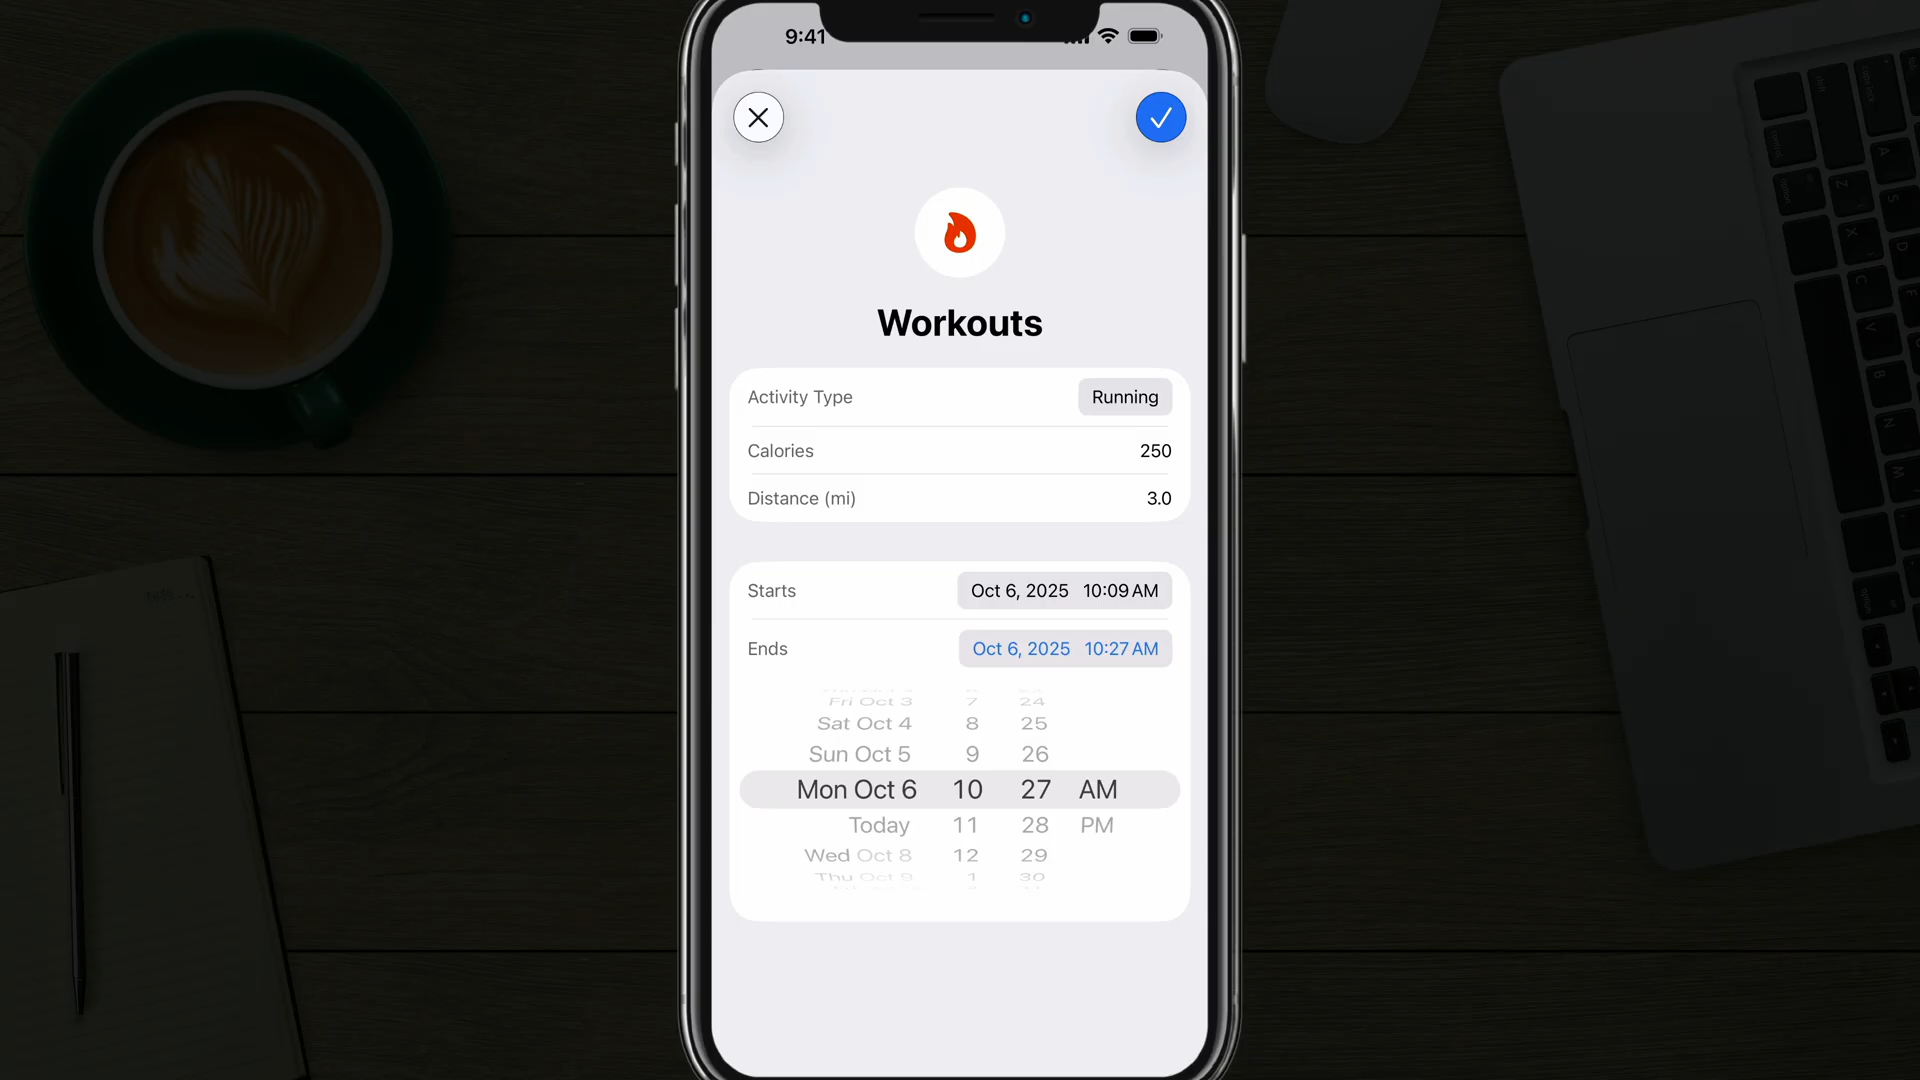 9:41
Workouts
Activity Type Running
Calories 250
Distance (mi) 3.0
Starts Oct 6, 2025 10:09 AM
Ends Oct 6, 2025 10:27 AM
Fri Oct 3 7 24
Sat Oct 4 8 25
Sun Oct 5 9 26
Mon Oct 6 10 27 AM
Today 11 28 PM
Wed Oct 8 12 29
Thu Oct 9 1 30